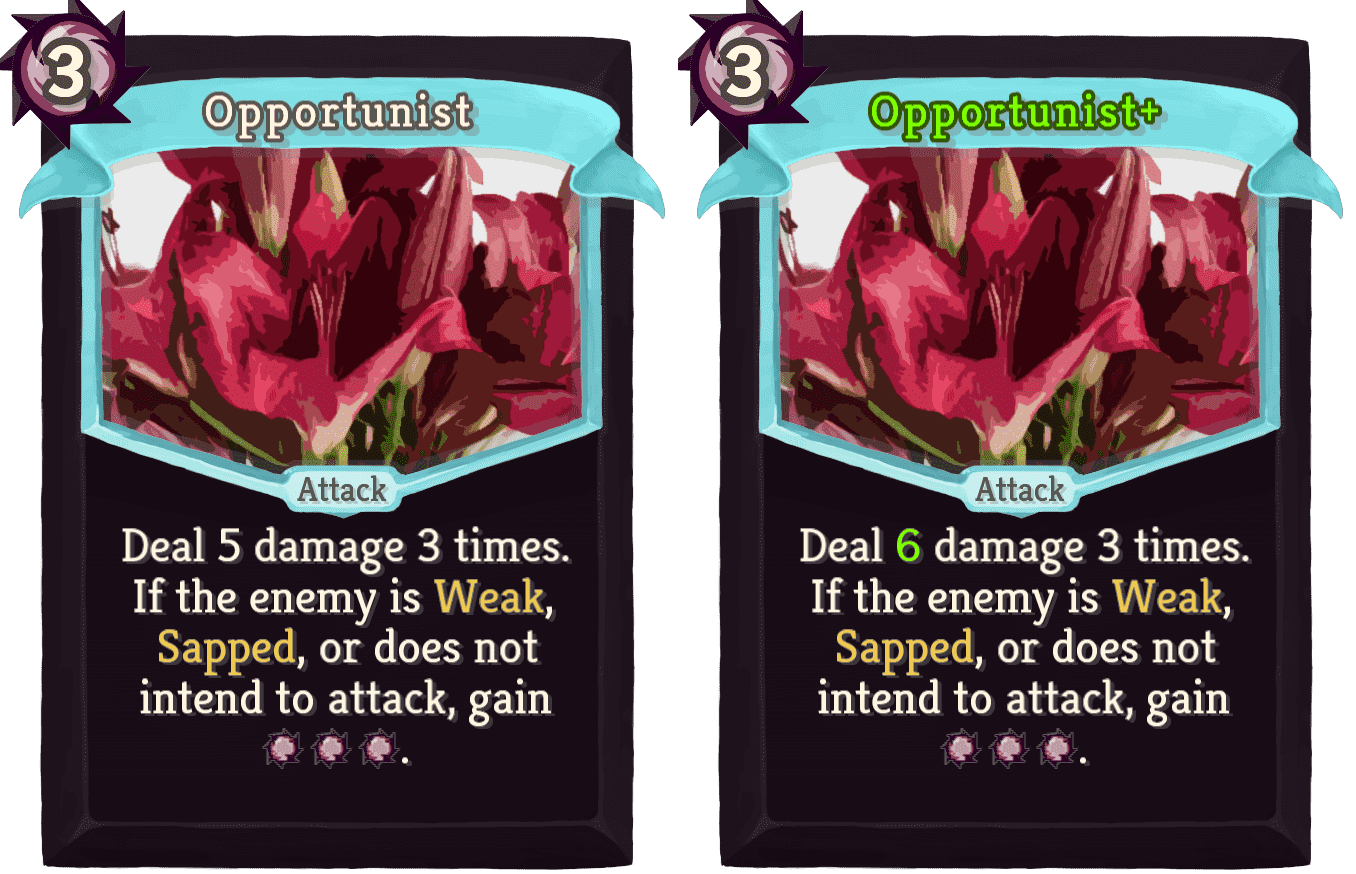 3
Opportunist
Attack
Deal 5 damage 3 times.
If the enemy is Weak,
Sapped, or does not
intend to attack, gain
.
3
Opportunist+
Attack
Deal 6 damage 3 times.
If the enemy is Weak,
Sapped, or does not
intend to attack, gain
.